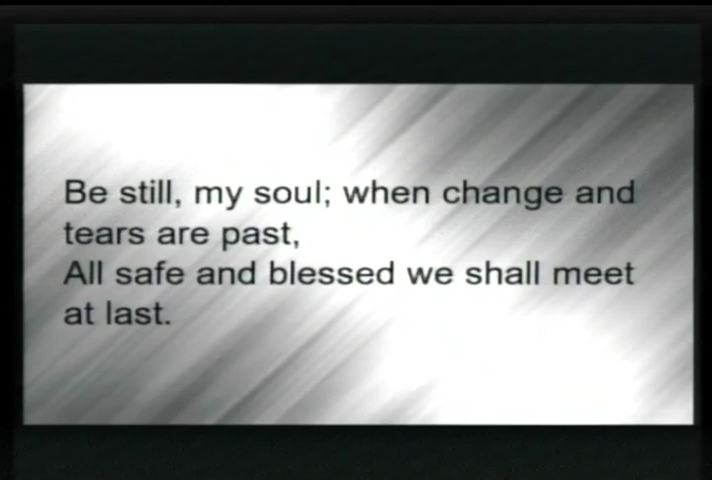 Be still, my soul; when change and
tears are past,
All safe and blessed we shall meet
at last.